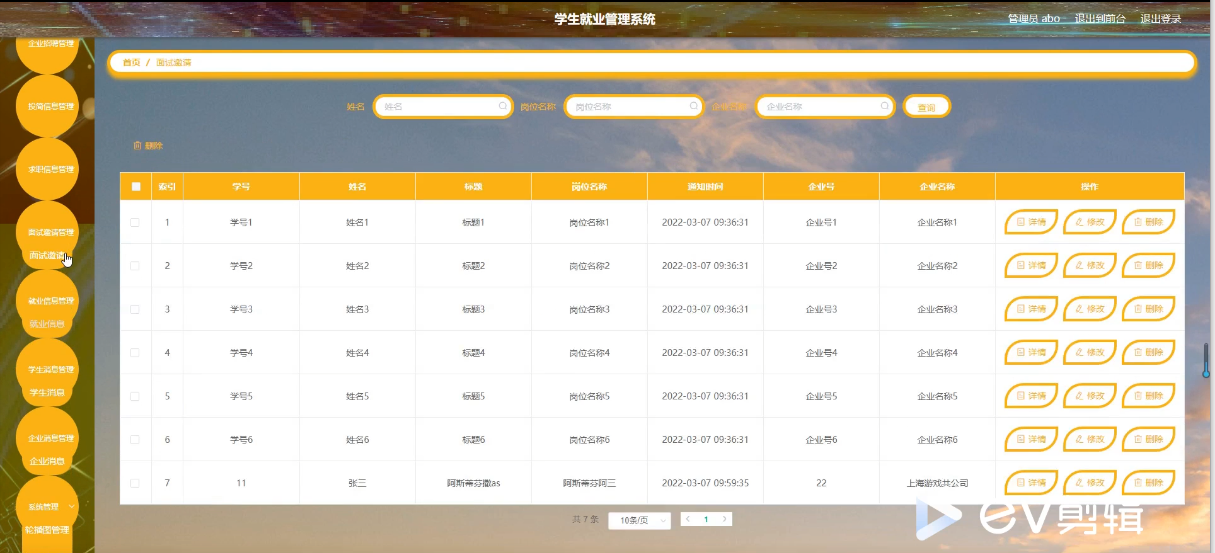 学生就业管理系统
管理员 abo 退出到前台 退出登录
企业招聘管理
投简信息管理
求职信息管理
面试邀请管理
面试邀请
就业信息管理
就业信息
学生消息管理
学生消息
企业消息管理
企业消息
系统管理
轮播图管理
首页 / 面试邀请
姓名 姓名 岗位名称 岗位名称 企业名称 企业名称 查询
删除
索引 学号 姓名 标题 岗位名称 通知时间 企业号 企业名称 操作
1 学号1 姓名1 标题1 岗位名称1 2022-03-07 09:36:31 企业号1 企业名称1 详情 修改 删除
2 学号2 姓名2 标题2 岗位名称2 2022-03-07 09:36:31 企业号2 企业名称2 详情 修改 删除
3 学号3 姓名3 标题3 岗位名称3 2022-03-07 09:36:31 企业号3 企业名称3 详情 修改 删除
4 学号4 姓名4 标题4 岗位名称4 2022-03-07 09:36:31 企业号4 企业名称4 详情 修改 删除
5 学号5 姓名5 标题5 岗位名称5 2022-03-07 09:36:31 企业号5 企业名称5 详情 修改 删除
6 学号6 姓名6 标题6 岗位名称6 2022-03-07 09:36:31 企业号6 企业名称6 详情 修改 删除
7 11 张三 阿斯蒂芬撒as 阿斯蒂芬阿三 2022-03-07 09:59:35 22 上海游戏共公司 详情 修改 删除
共 7 条 10条/页 1
ev剪辑